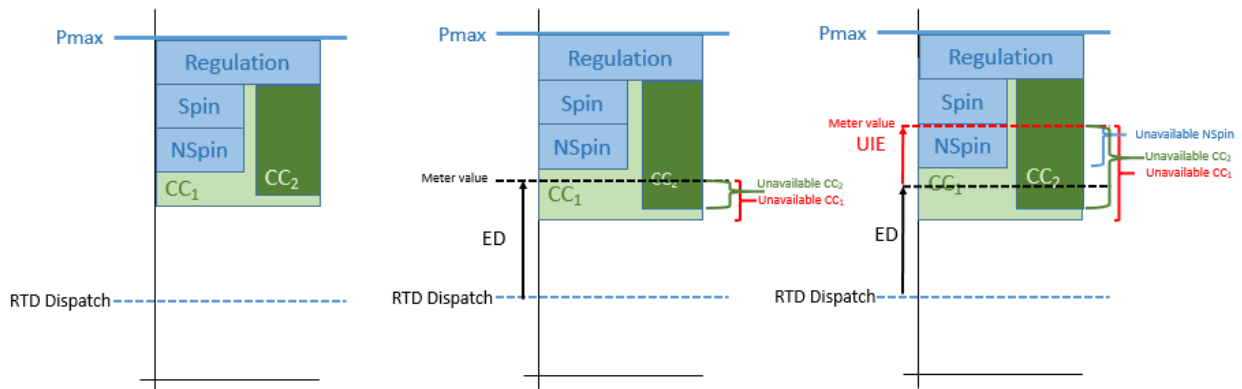 Pmax
Regulation
Spin
NSpin
CC₁
CC₂
RTD Dispatch
Pmax
Regulation
Spin
NSpin
Meter value
CC₁
CC₂
Unavailable CC₂
Unavailable CC₁
ED
RTD Dispatch
Pmax
Regulation
Spin
Meter value
UIE
NSpin
Unavailable NSpin
Unavailable CC₂
Unavailable CC₁
CC₁
CC₂
ED
RTD Dispatch